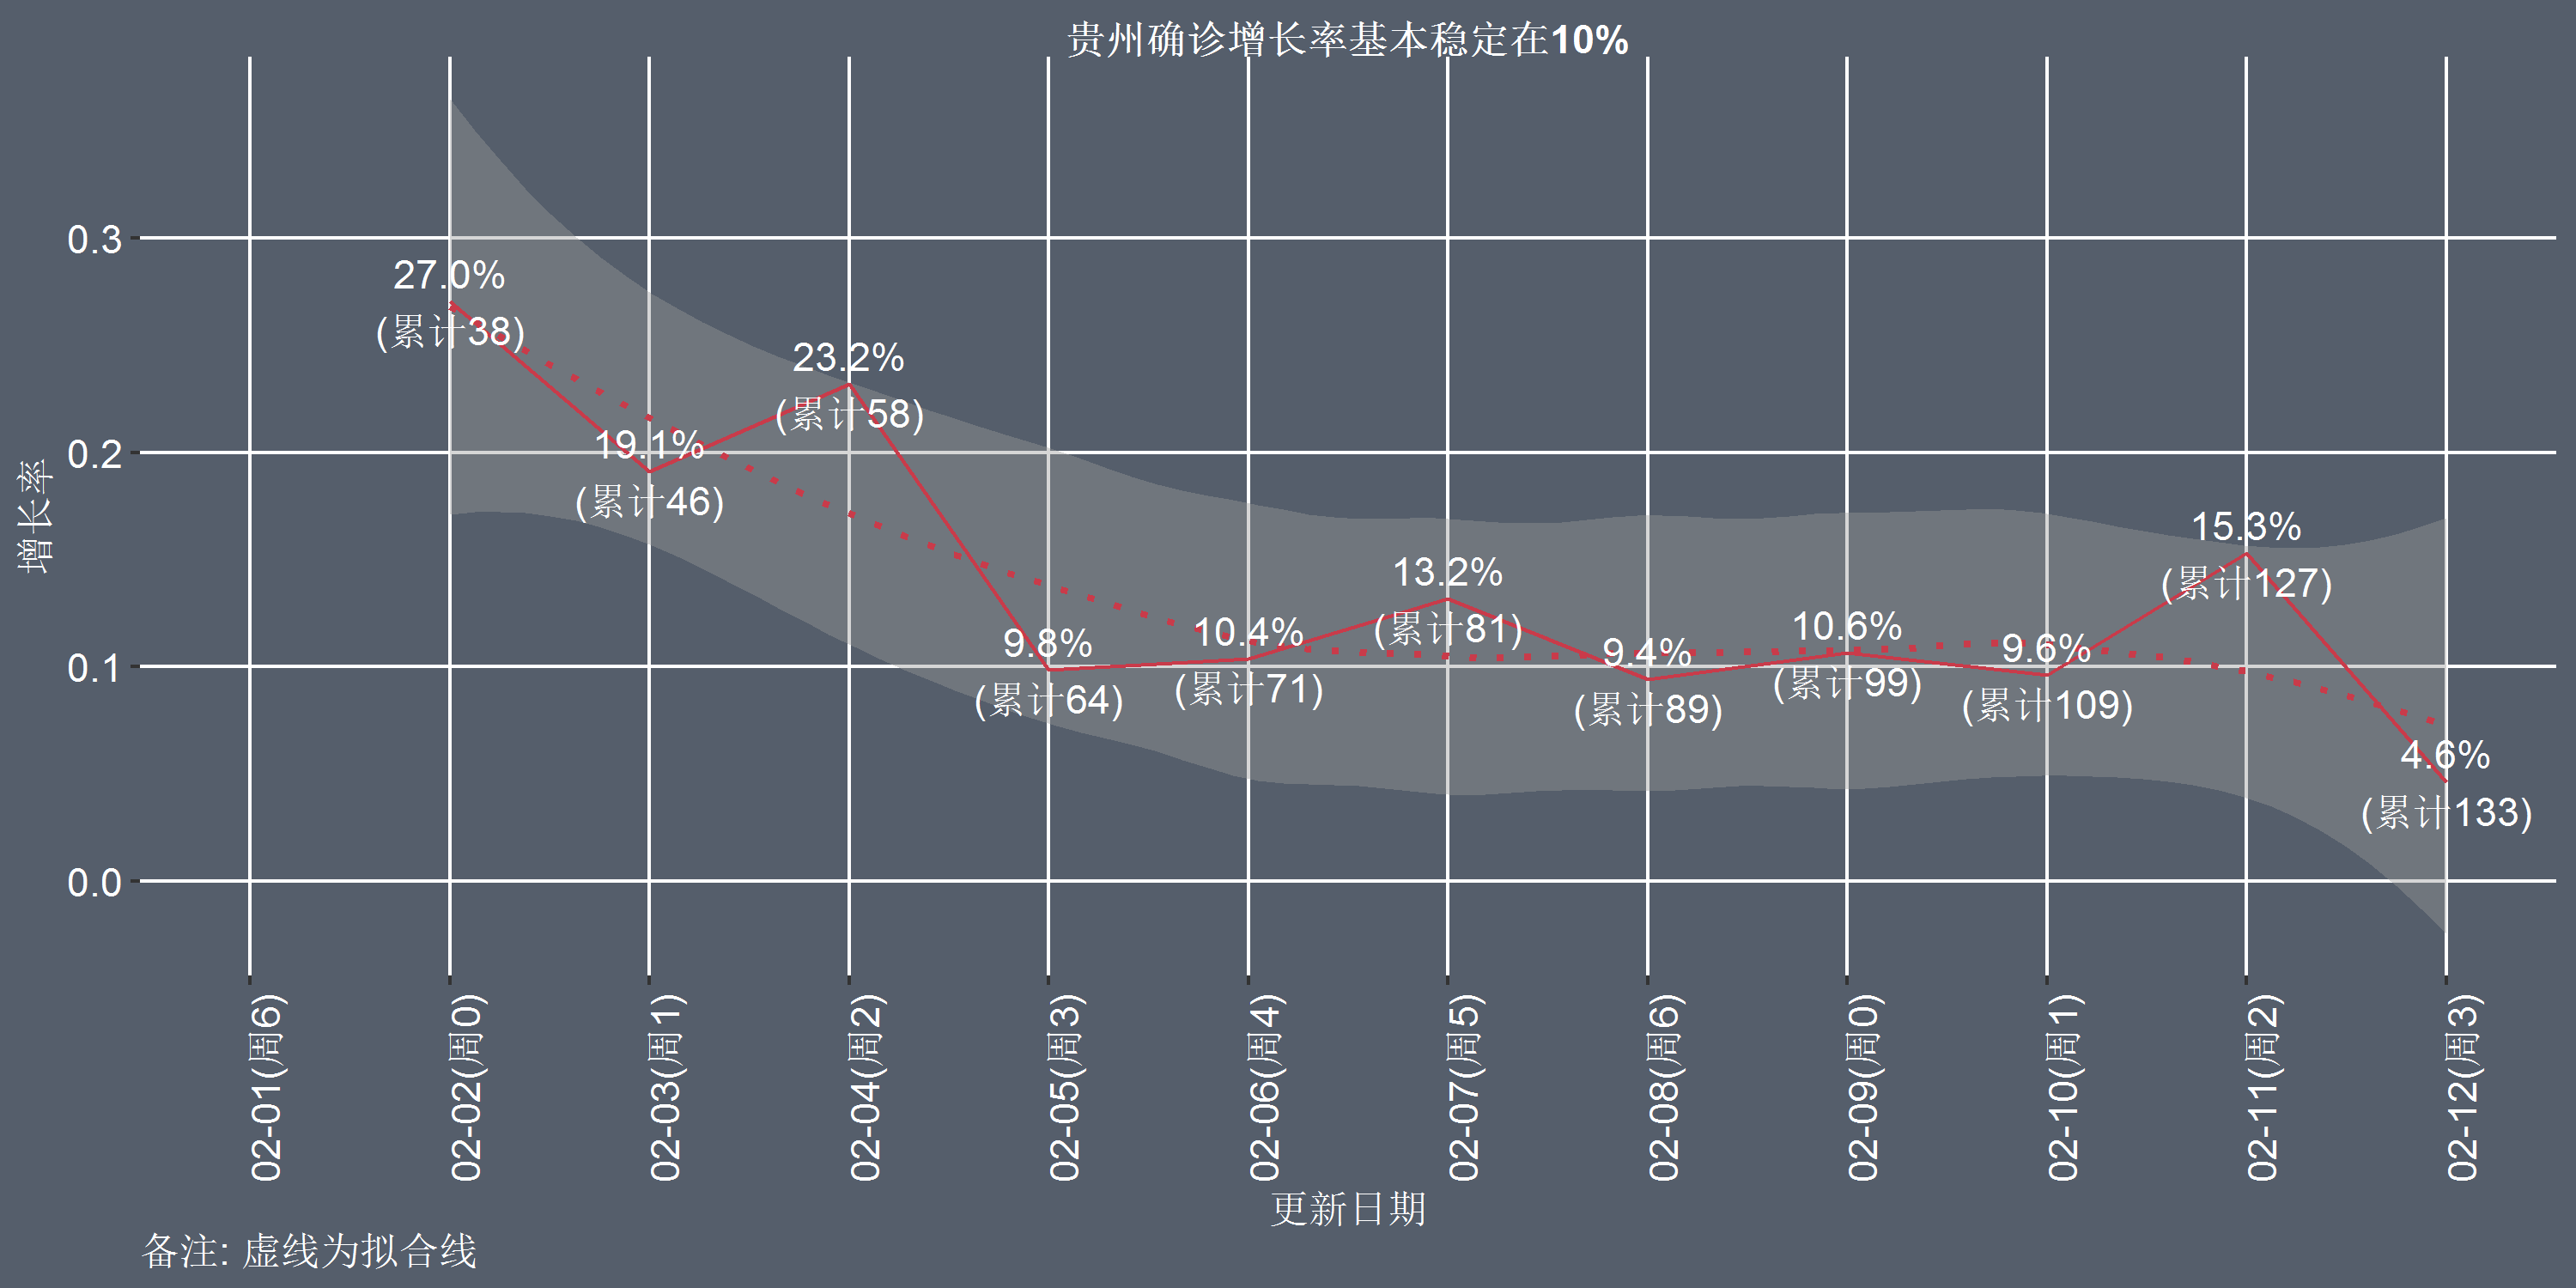 贵州确诊增长率基本稳定在10%
增长率
0.3
0.2
0.1
0.0
27.0%
(累计38)
19.1%
(累计46)
23.2%
(累计58)
9.8%
(累计64)
10.4%
(累计71)
13.2%
(累计81)
9.4%
(累计89)
10.6%
(累计99)
9.6%
(累计109)
15.3%
(累计127)
4.6%
(累计133)
02-01(周6)
02-02(周0)
02-03(周1)
02-04(周2)
02-05(周3)
02-06(周4)
02-07(周5)
02-08(周6)
02-09(周0)
02-10(周1)
02-11(周2)
02-12(周3)
更新日期
备注: 虚线为拟合线